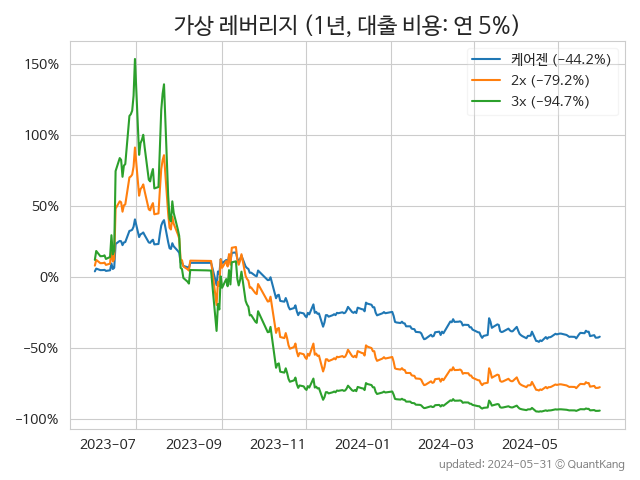 가상 레버리지 (1년, 대출 비용: 연 5%)
케어젠 (−44.2%)
2x (−79.2%)
3x (−94.7%)
150%
100%
50%
0%
−50%
−100%
2023-07 2023-09 2023-11 2024-01 2024-03 2024-05
updated: 2024-05-31 © QuantKang